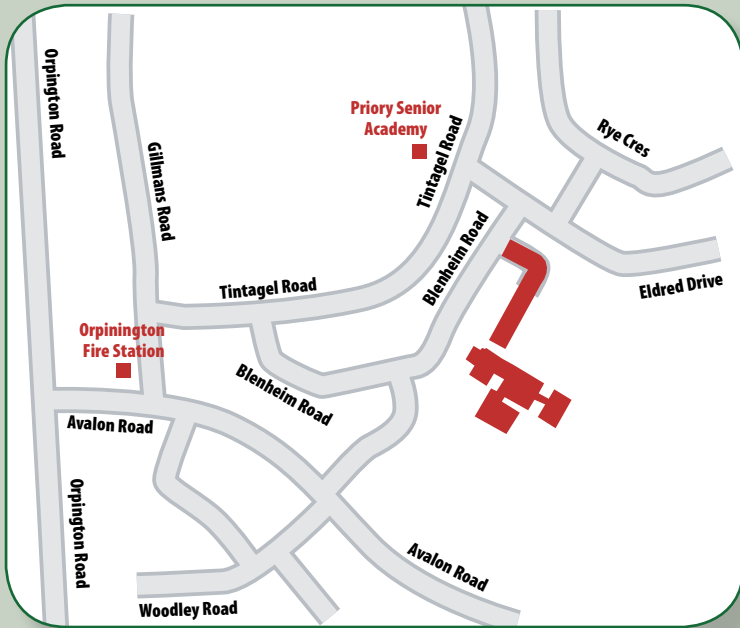 Orpington Road
Gillmans Road
Priory Senior
Academy
Tintagel Road
Rye Cres
Blenheim Road
Eldred Drive
Tintagel Road
Orpinington
Fire Station
Blenheim Road
Avalon Road
Orpington Road
Avalon Road
Woodley Road